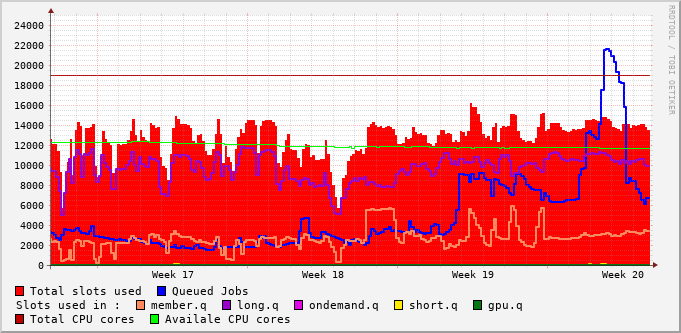 24000
22000
20000
18000
16000
14000
12000
10000
8000
6000
4000
2000
0
RRDTOOL / TOBI OETIKER
Week 17 Week 18 Week 19 Week 20
Total slots used Queued Jobs
Slots used in : member.q long.q ondemand.q short.q gpu.q
Total CPU cores Availale CPU cores